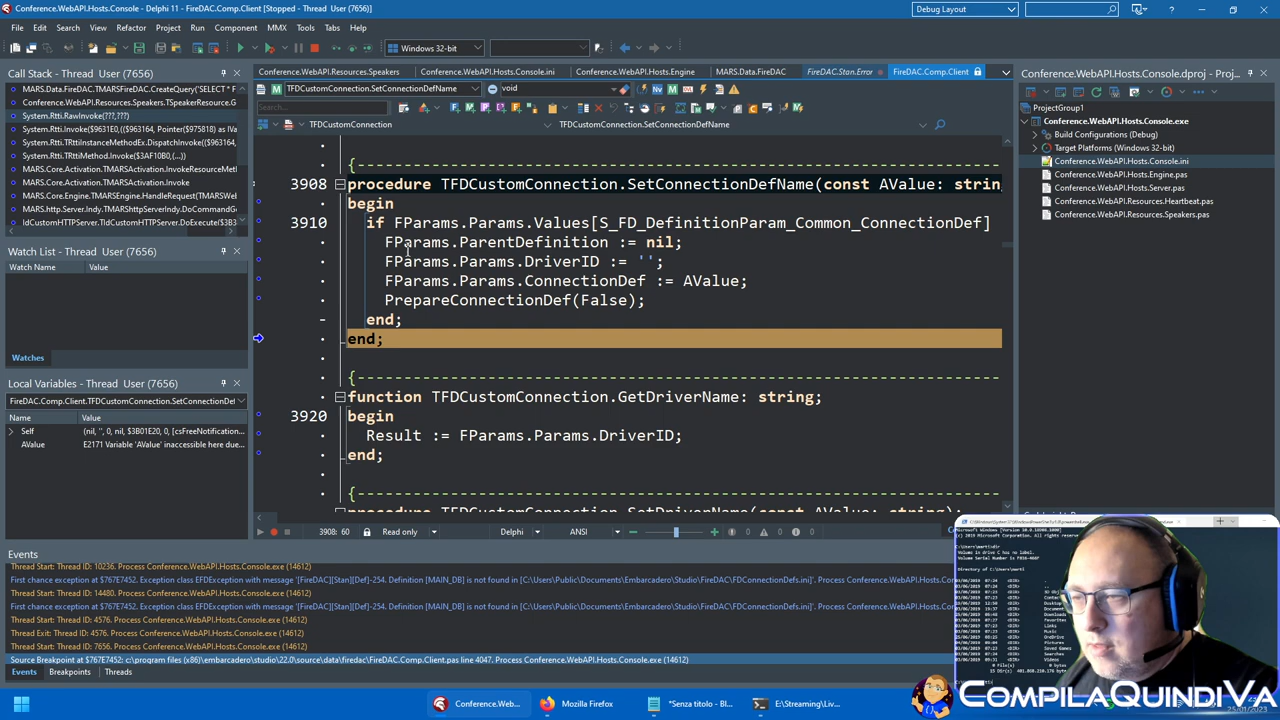 Conference.WebAPI.Hosts.Console - Delphi 11 - FireDAC.Comp.Client [Stopped - Thread User (7656)]
Debug Layout
File Edit Search View Refactor Project Run Component MMX Tools Tabs Help
Windows 32-bit
Call Stack - Thread User (7656)
MARS.Data.FireDAC.TMARSFireDAC.CreateQuery('SELECT * F
Conference.WebAPI.Resources.Speakers.TSpeakerResource.G
System.Rtti.RawInvoke(???,???)
System.Rtti.Invoke($9631E0,(($963164, Pointer($975818) as IVa
System.Rtti.TRttiInstanceMethodEx.DispatchInvoke(($963164,
System.Rtti.TRttiMethod.Invoke($3AF10B0,(...)
MARS.Core.Activation.TMARSActivation.InvokeResourceMet
MARS.Core.Activation.TMARSActivation.Invoke
MARS.Core.Engine.TMARSEngine.HandleRequest(TMARSWeb
MARS.http.Server.Indy.TMARShttpServerIndy.DoCommandG
IdCustomHTTPServer.TIdCustomHTTPServer.DoExecute($3B3
Watch List - Thread User (7656)
Watch Name Value
Watches
Local Variables - Thread User (7656)
FireDAC.Comp.Client.TFDCustomConnection.SetConnectionDef
Name Value
Self (nil, '', 0, nil, $3B01E20, [csFreeNotification...
AValue E2171 Variable 'AValue' inaccessible here due...
Conference.WebAPI.Resources.Speakers Conference.WebAPI.Hosts.Console.ini Conference.WebAPI.Hosts.Engine MARS.Data.FireDAC FireDAC.Stan.Error FireDAC.Comp.Client
TFDCustomConnection.SetConnectionDefName void
Search...
TFDCustomConnection TFDCustomConnection.SetConnectionDefName
{-----------------------------------------------------------------------
3908 procedure TFDCustomConnection.SetConnectionDefName(const AValue: strin
begin
3910 if FParams.Params.Values[S_FD_DefinitionParam_Common_ConnectionDef]
FParams.ParentDefinition := nil;
FParams.Params.DriverID := '';
FParams.Params.ConnectionDef := AValue;
PrepareConnectionDef(False);
end;
end;
{-----------------------------------------------------------------------
function TFDCustomConnection.GetDriverName: string;
3920 begin
Result := FParams.Params.DriverID;
end;
{-----------------------------------------------------------------------
procedure TFDCustomConnection.SetDriverName(const AValue: string);
3915: 60 Read only Delphi ANSI 100% 0 0
Conference.WebAPI.Hosts.Console.dproj - Proj...
ProjectGroup1
Conference.WebAPI.Hosts.Console.exe
Build Configurations (Debug)
Target Platforms (Windows 32-bit)
Conference.WebAPI.Hosts.Console.ini
Conference.WebAPI.Hosts.Engine.pas
Conference.WebAPI.Hosts.Server.pas
Conference.WebAPI.Resources.Heartbeat.pas
Conference.WebAPI.Resources.Speakers.pas
Events
Thread Start: Thread ID: 10236. Process Conference.WebAPI.Hosts.Console.exe (14612)
First chance exception at $767E7452. Exception class EFDException with message '[FireDAC][Stan][Def]-254. Definition [MAIN_DB] is not found in [C:\Users\Public\Documents\Embarcadero\Studio\FireDAC\FDConnectionDefs.ini]'. Process Conference
Thread Start: Thread ID: 14480. Process Conference.WebAPI.Hosts.Console.exe (14612)
First chance exception at $767E7452. Exception class EFDException with message '[FireDAC][Stan][Def]-254. Definition [MAIN_DB] is not found in [C:\Users\Public\Documents\Embarcadero\Studio\FireDAC\FDConnectionDefs.ini]'. Process Conference
Thread Start: Thread ID: 4576. Process Conference.WebAPI.Hosts.Console.exe (14612)
Thread Exit: Thread ID: 4576. Process Conference.WebAPI.Hosts.Console.exe (14612)
Thread Start: Thread ID: 7656. Process Conference.WebAPI.Hosts.Console.exe (14612)
Source Breakpoint at $767E7452: c:\program files (x86)\embarcadero\studio\22.0\source\data\firedac\FireDAC.Comp.Client.pas line 4047. Process Conference.WebAPI.Hosts.Console.exe (14612)
Events Breakpoints Threads
COMPILAQUINDIVA
Conference.Web... Mozilla Firefox *Senza titolo - Bl... E:\Streaming\Liv...
25/01/2023